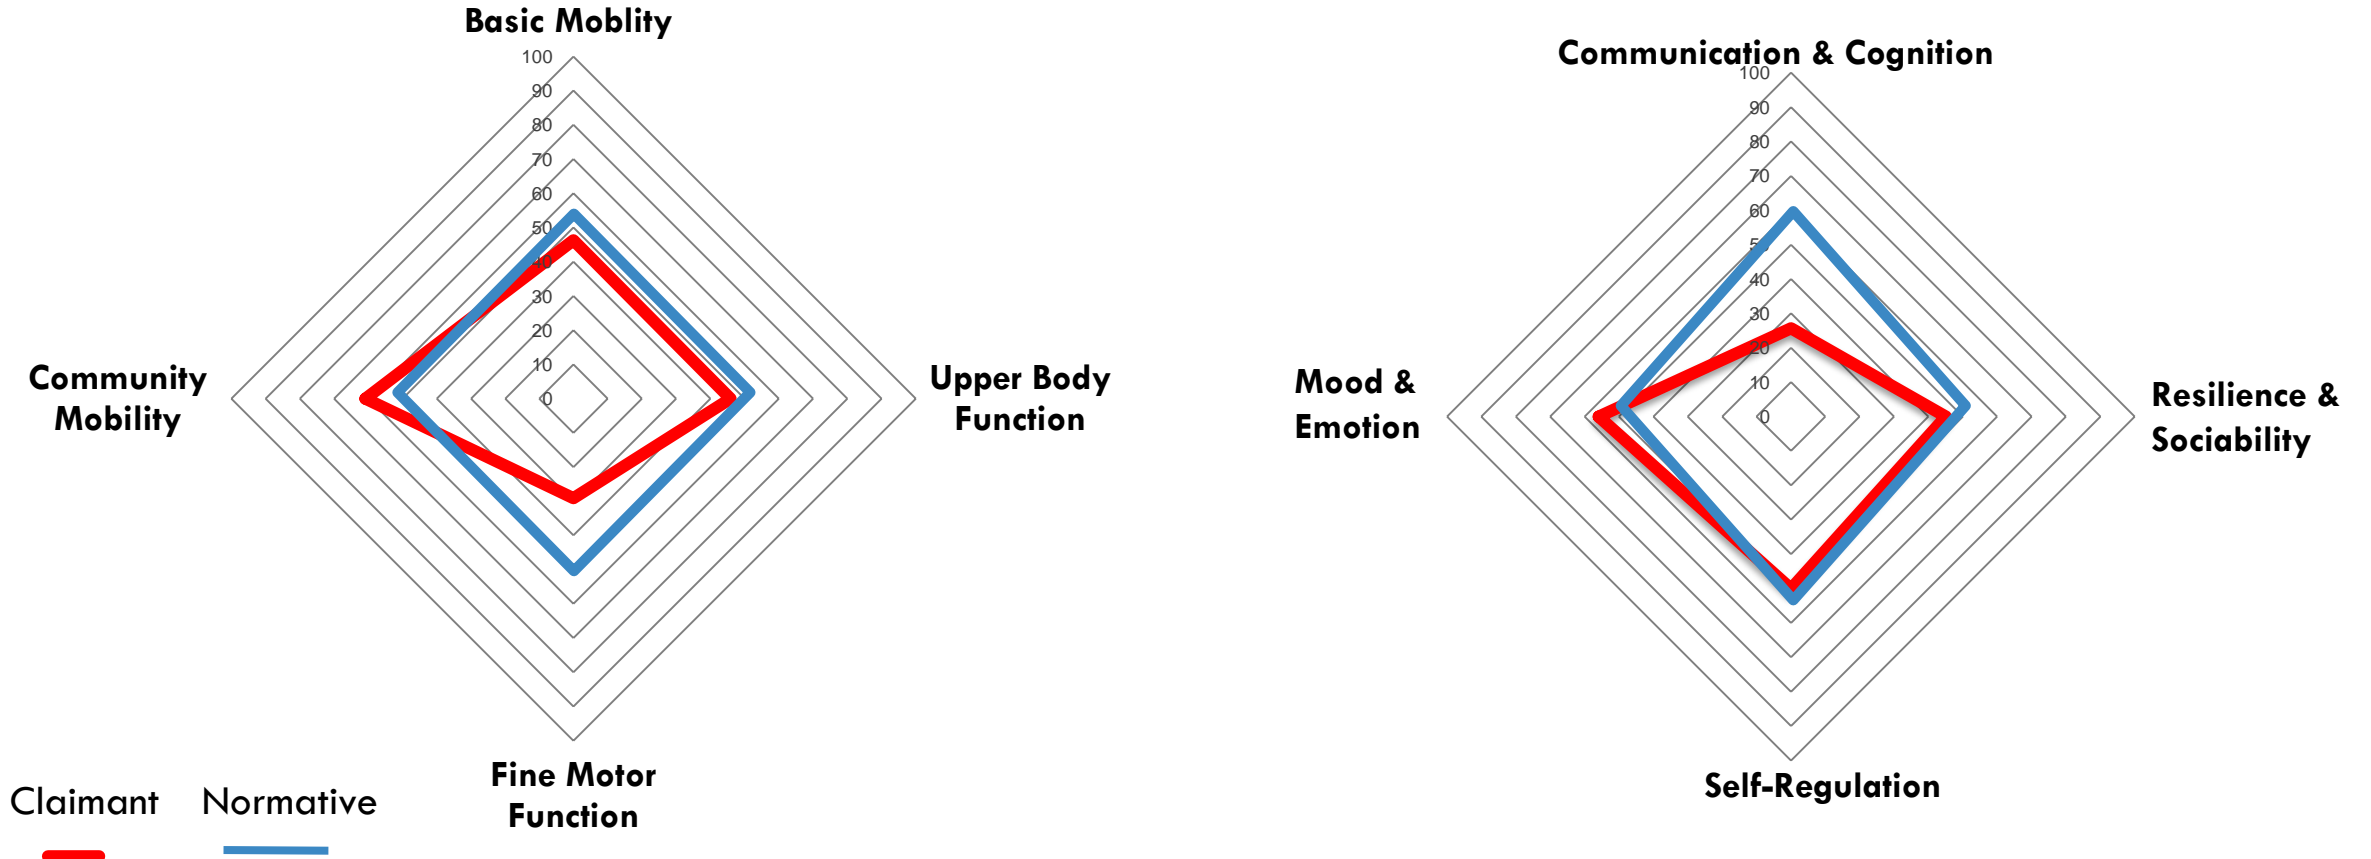 Basic Moblity
100
90
80
70
60
50
40
30
20
10
0
Community
Mobility
Upper Body
Function
Fine Motor
Function
Claimant Normative
Communication & Cognition
100
90
80
70
60
50
40
30
20
10
0
Mood &
Emotion
Resilience &
Sociability
Self-Regulation